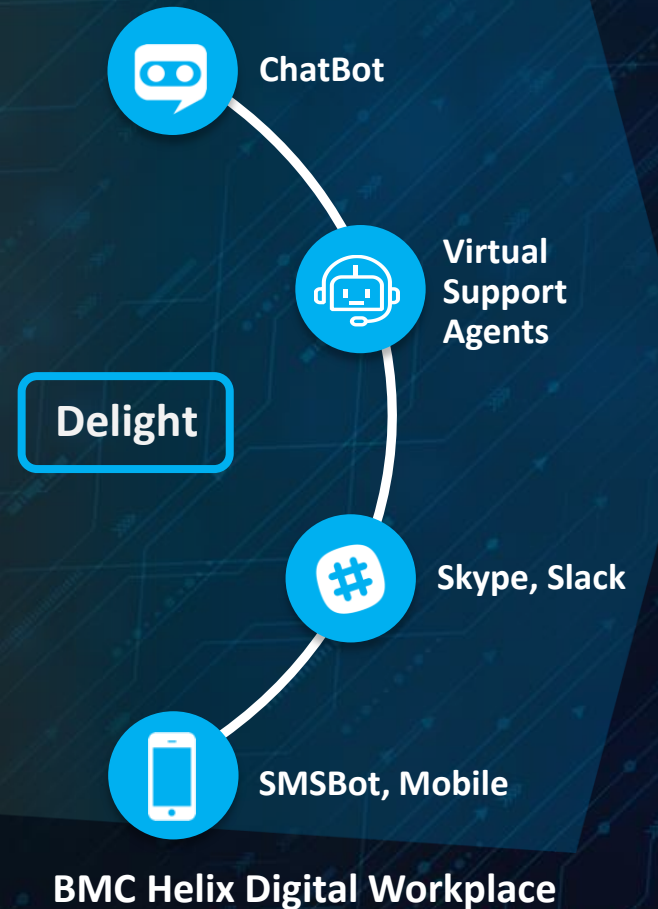 ChatBot
Virtual
Support
Agents
Delight
Skype, Slack
SMSBot, Mobile
BMC Helix Digital Workplace